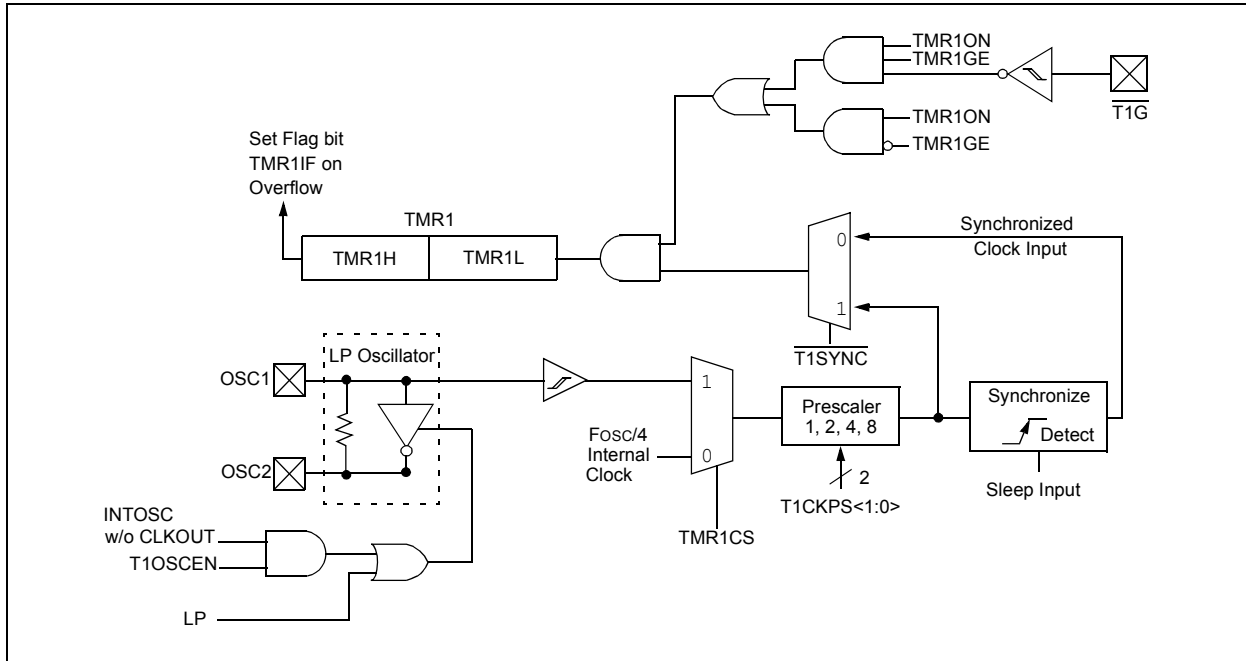 TMR1ON
TMR1GE
T1G
TMR1ON
TMR1GE
Set Flag bit
TMR1IF on
Overflow
TMR1
TMR1H
TMR1L
0
1
Synchronized
Clock Input
T1SYNC
LP Oscillator
OSC1
OSC2
1
0
FOSC/4
Internal
Clock
TMR1CS
Prescaler
1, 2, 4, 8
2
T1CKPS<1:0>
Synchronize
Detect
Sleep Input
INTOSC
w/o CLKOUT
T1OSCEN
LP